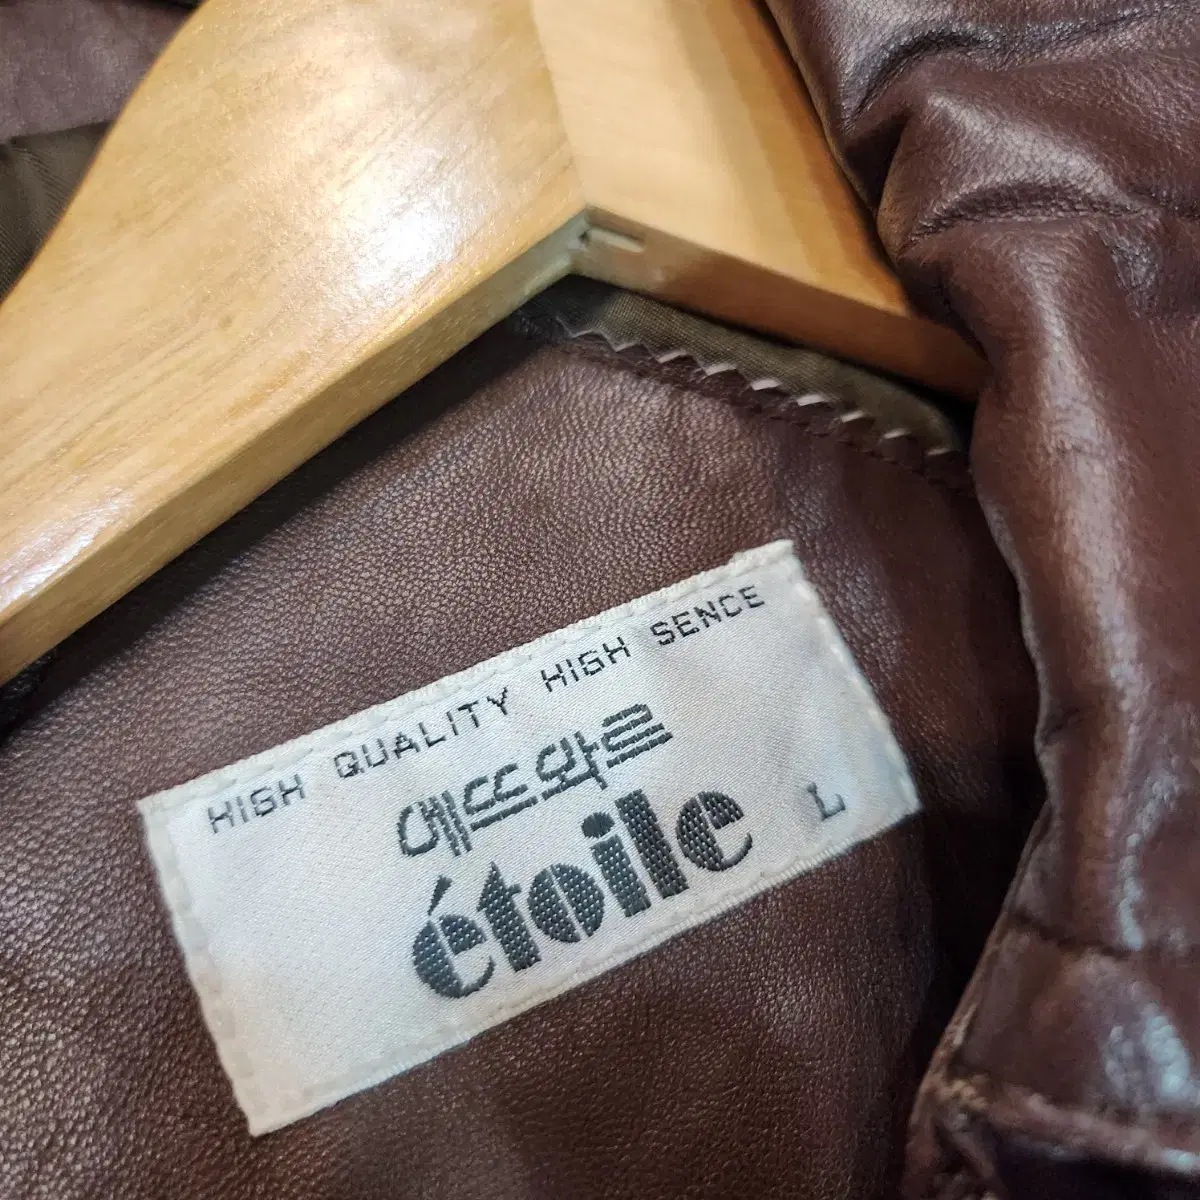 HIGH QUALITY HIGH SENCE
에뜨와르
étoile
L